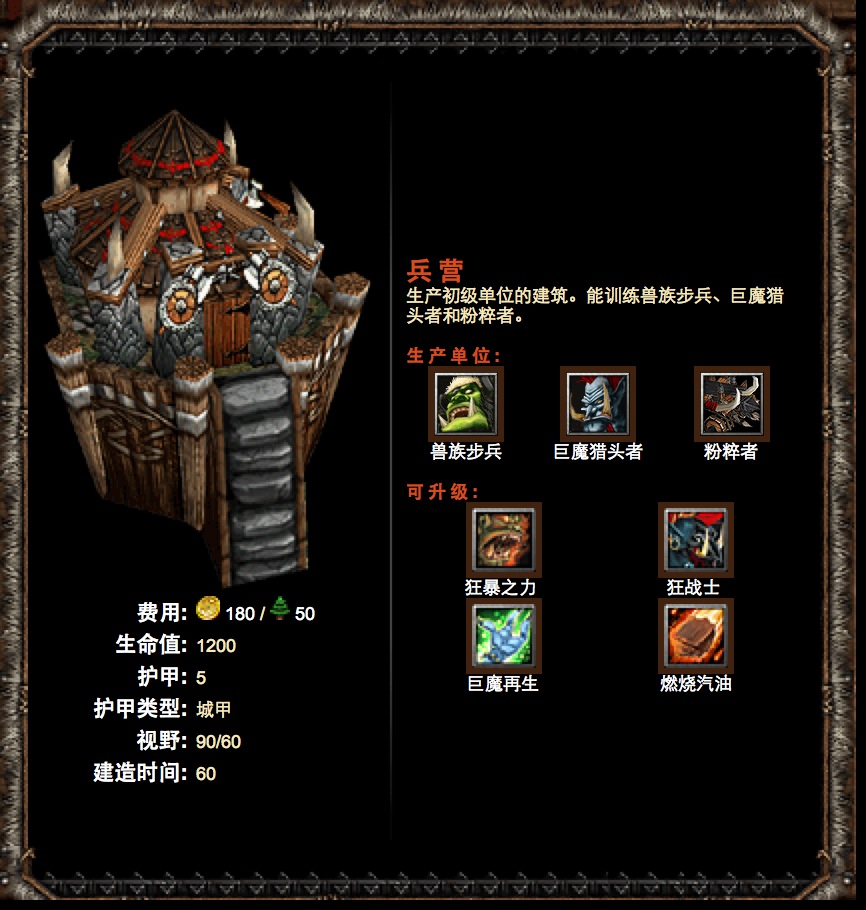 兵营
生产初级单位的建筑。能训练兽族步兵、巨魔猎
头者和粉粹者。
生产单位:
兽族步兵 巨魔猎头者 粉粹者
可升级:
狂暴之力 狂战士
巨魔再生 燃烧汽油
费用: 180 / 50
生命值: 1200
护甲: 5
护甲类型: 城甲
视野: 90/60
建造时间: 60